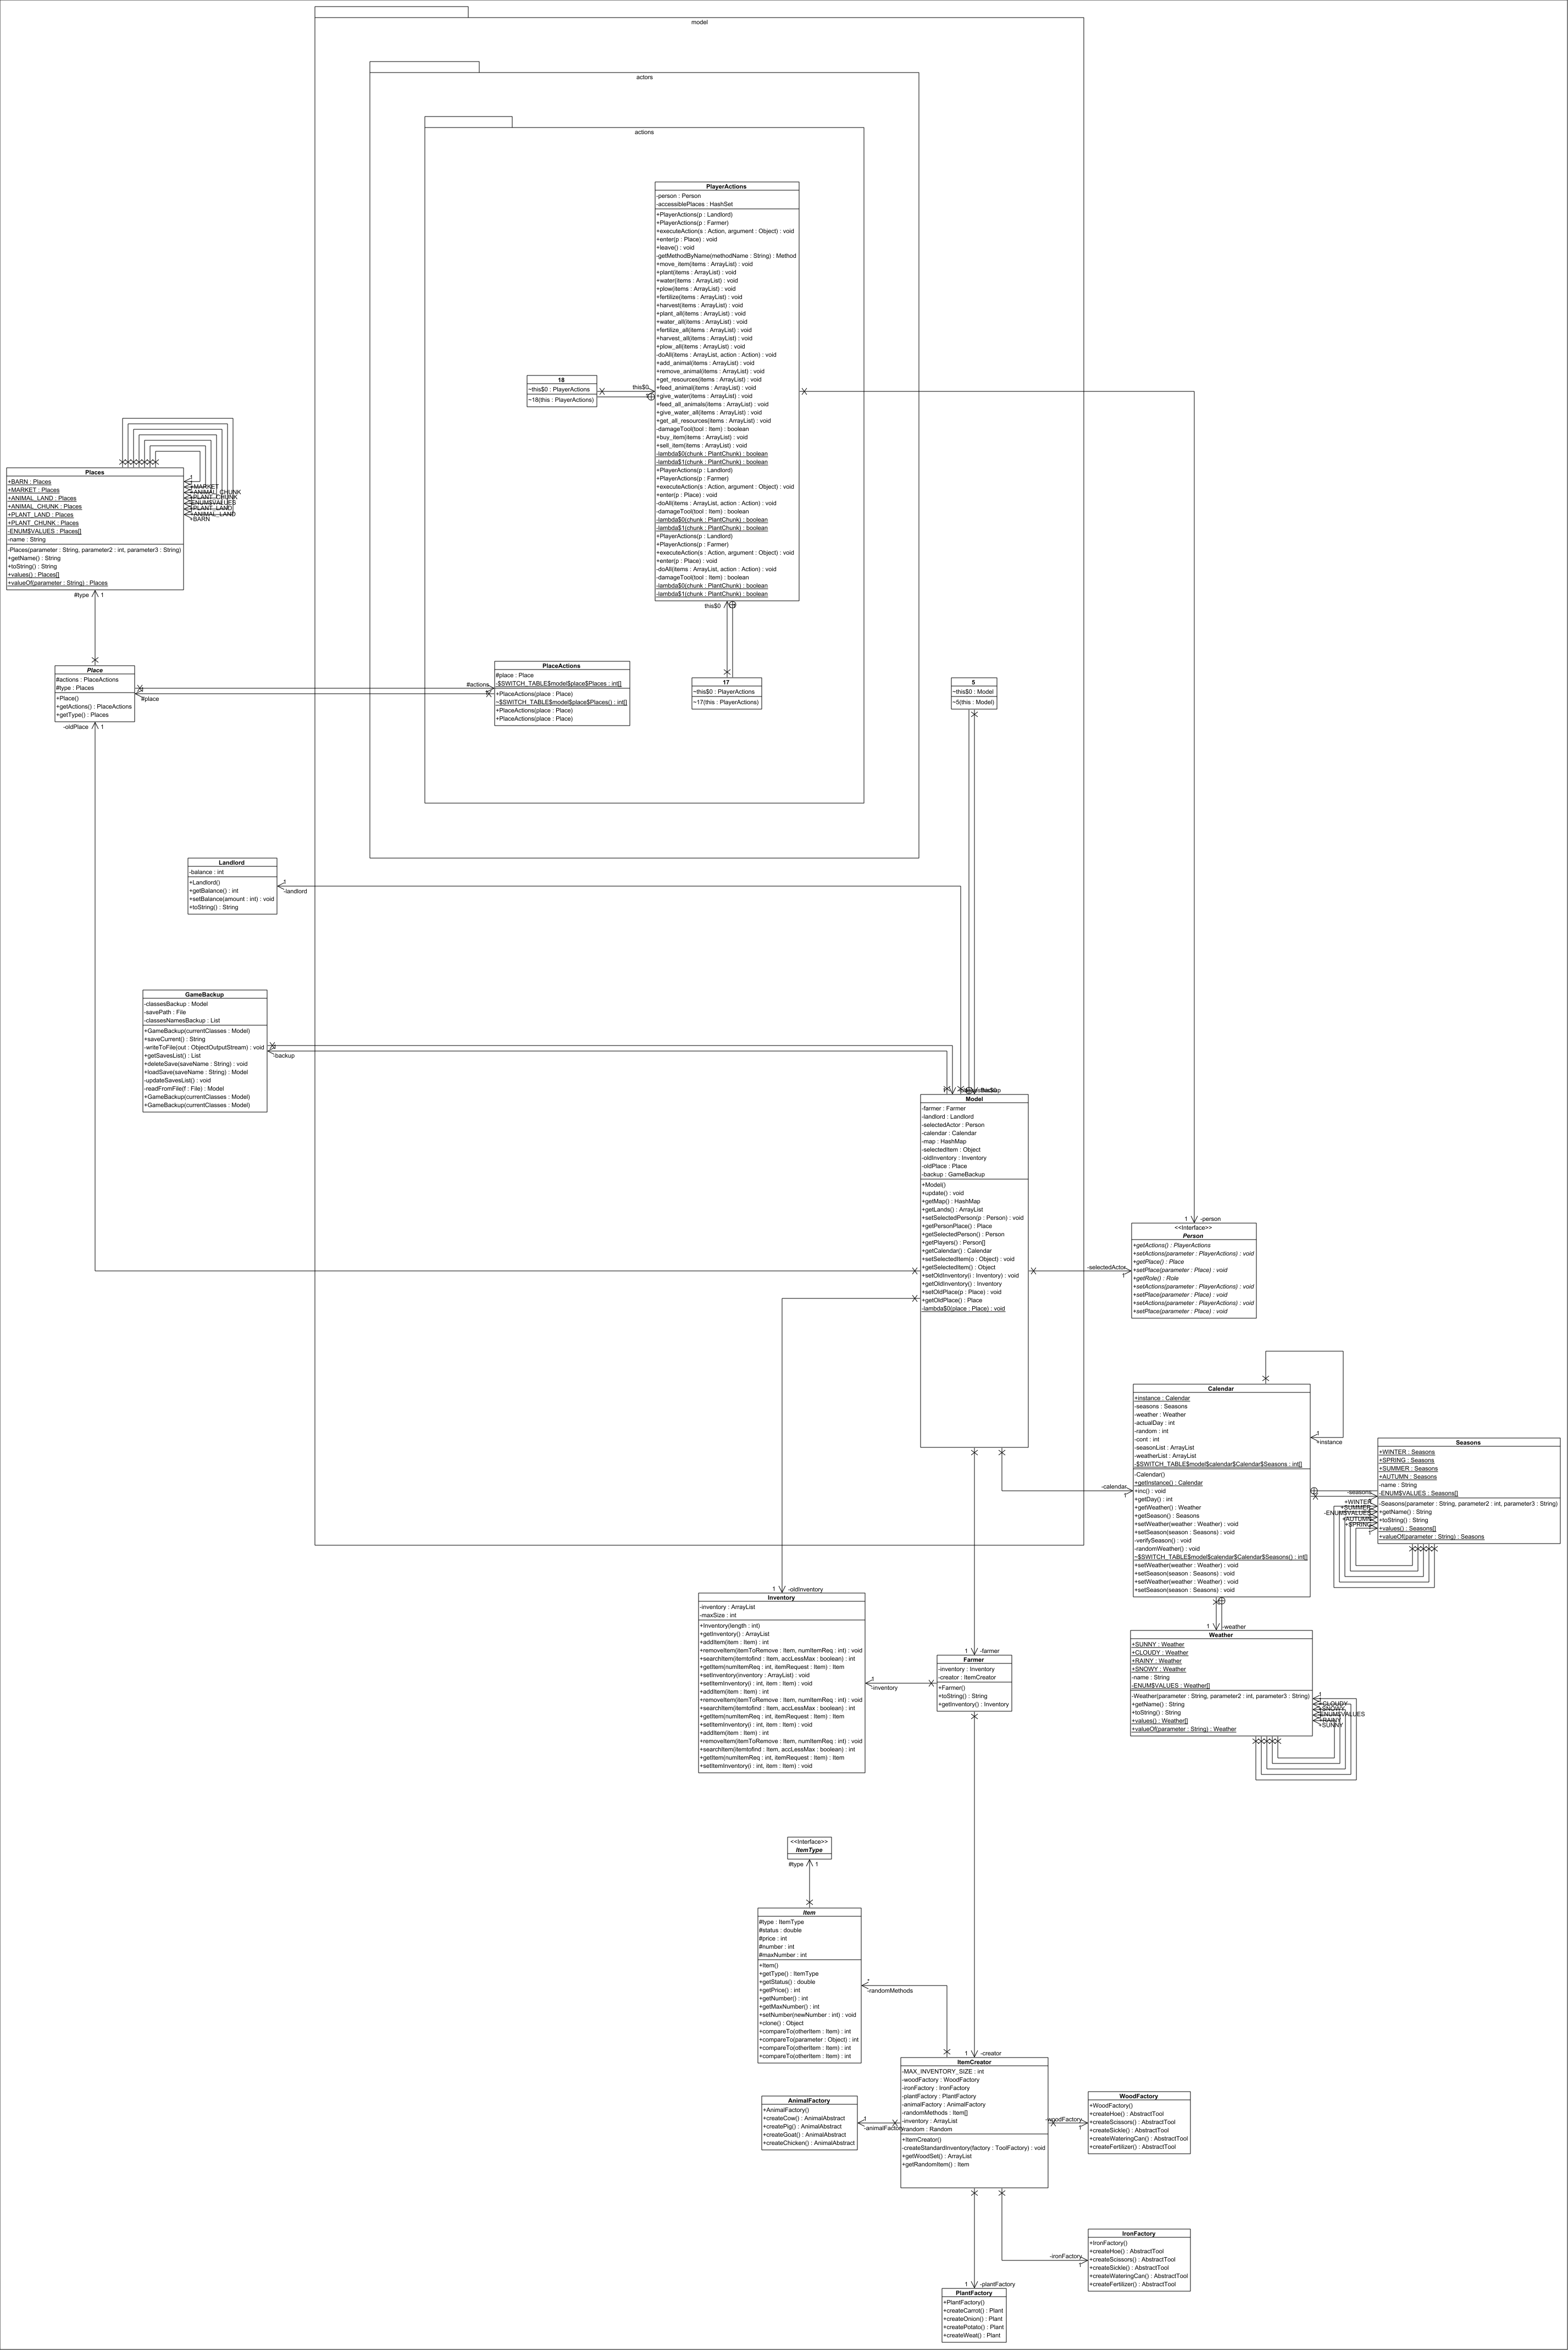 model
actors
actions
PlayerActions
-person : Person
-accessiblePlaces : HashSet
+PlayerActions(p : Landlord)
+PlayerActions(p : Farmer)
+executeAction(s : Action, argument : Object) : void
+enter(p : Place) : void
+leave() : void
-getMethodByName(methodName : String) : Method
+move_item(items : ArrayList) : void
+plant(items : ArrayList) : void
+water(items : ArrayList) : void
+plow(items : ArrayList) : void
+fertilize(items : ArrayList) : void
+harvest(items : ArrayList) : void
+plant_all(items : ArrayList) : void
+water_all(items : ArrayList) : void
+fertilize_all(items : ArrayList) : void
+harvest_all(items : ArrayList) : void
+plow_all(items : ArrayList) : void
-doAll(items : ArrayList, action : Action) : void
+add_animal(items : ArrayList) : void
+remove_animal(items : ArrayList) : void
+get_resources(items : ArrayList) : void
+feed_animal(items : ArrayList) : void
+give_water(items : ArrayList) : void
+feed_all_animals(items : ArrayList) : void
+give_water_all(items : ArrayList) : void
+get_all_resources(items : ArrayList) : void
-damageTool(tool : Item) : boolean
+buy_item(items : ArrayList) : void
+sell_item(items : ArrayList) : void
-lambda$0(chunk : PlantChunk) : boolean
-lambda$1(chunk : PlantChunk) : boolean
+PlayerActions(p : Landlord)
+PlayerActions(p : Farmer)
+executeAction(s : Action, argument : Object) : void
+enter(p : Place) : void
-doAll(items : ArrayList, action : Action) : void
-damageTool(tool : Item) : boolean
-lambda$0(chunk : PlantChunk) : boolean
-lambda$1(chunk : PlantChunk) : boolean
+PlayerActions(p : Landlord)
+PlayerActions(p : Farmer)
+executeAction(s : Action, argument : Object) : void
+enter(p : Place) : void
-doAll(items : ArrayList, action : Action) : void
-damageTool(tool : Item) : boolean
-lambda$0(chunk : PlantChunk) : boolean
-lambda$1(chunk : PlantChunk) : boolean
18
~this$0 : PlayerActions
~18(this : PlayerActions)
this$0
this$0
Places
+BARN : Places
+MARKET : Places
+ANIMAL_LAND : Places
+ANIMAL_CHUNK : Places
+PLANT_LAND : Places
+PLANT_CHUNK : Places
-ENUM$VALUES : Places[]
-name : String
-Places(parameter : String, parameter2 : int, parameter3 : String)
+getName() : String
+toString() : String
+values() : Places[]
+valueOf(parameter : String) : Places
1
+MARKET
+ANIMAL_CHUNK
+PLANT_CHUNK
-ENUM$VALUES
+PLANT_LAND
+ANIMAL_LAND
+BARN
#type 1
Place
#actions : PlaceActions
#type : Places
+Place()
+getActions() : PlaceActions
+getType() : Places
#place
-oldPlace 1
#actions
PlaceActions
#place : Place
-$SWITCH_TABLE$model$place$Places : int[]
+PlaceActions(place : Place)
~$SWITCH_TABLE$model$place$Places() : int[]
+PlaceActions(place : Place)
+PlaceActions(place : Place)
17
~this$0 : PlayerActions
~17(this : PlayerActions)
5
~this$0 : Model
~5(this : Model)
Landlord
-balance : int
+Landlord()
+getBalance() : int
+setBalance(amount : int) : void
+toString() : String
1
-landlord
GameBackup
-classesBackup : Model
-savePath : File
-classesNamesBackup : List
+GameBackup(currentClasses : Model)
+saveCurrent() : String
-writeToFile(out : ObjectOutputStream) : void
+getSavesList() : List
+deleteSave(saveName : String) : void
+loadSave(saveName : String) : Model
-updateSavesList() : void
-readFromFile(f : File) : Model
+GameBackup(currentClasses : Model)
+GameBackup(currentClasses : Model)
-backup
Model
-farmer : Farmer
-landlord : Landlord
-selectedActor : Person
-calendar : Calendar
-map : HashMap
-selectedItem : Object
-oldInventory : Inventory
-oldPlace : Place
-backup : GameBackup
+Model()
+update() : void
+getMap() : HashMap
+getLands() : ArrayList
+setSelectedPerson(p : Person) : void
+getPersonPlace() : Place
+getSelectedPerson() : Person
+getPlayers() : Person[]
+getCalendar() : Calendar
+setSelectedItem(o : Object) : void
+getSelectedItem() : Object
+setOldInventory(i : Inventory) : void
+getOldInventory() : Inventory
+setOldPlace(p : Place) : void
+getOldPlace() : Place
-lambda$0(place : Place) : void
1 -person
<<Interface>>
Person
+getActions() : PlayerActions
+setActions(parameter : PlayerActions) : void
+getPlace() : Place
+setPlace(parameter : Place) : void
+getRole() : Role
+setActions(parameter : PlayerActions) : void
+setPlace(parameter : Place) : void
+setActions(parameter : PlayerActions) : void
+setPlace(parameter : Place) : void
-selectedActor
1
Calendar
+instance : Calendar
-seasons : Seasons
-weather : Weather
-actualDay : int
-random : int
-cont : int
-seasonList : ArrayList
-weatherList : ArrayList
-$SWITCH_TABLE$model$calendar$Calendar$Seasons : int[]
-Calendar()
+getInstance() : Calendar
+inc() : void
+getDay() : int
+getWeather() : Weather
+getSeason() : Seasons
+setWeather(weather : Weather) : void
+setSeason(season : Seasons) : void
-verifySeason() : void
-randomWeather() : void
~$SWITCH_TABLE$model$calendar$Calendar$Seasons() : int[]
+setWeather(weather : Weather) : void
+setSeason(season : Seasons) : void
+setWeather(weather : Weather) : void
+setSeason(season : Seasons) : void
1
+instance
-calendar
1
Seasons
+WINTER : Seasons
+SPRING : Seasons
+SUMMER : Seasons
+AUTUMN : Seasons
-name : String
-ENUM$VALUES : Seasons[]
-Seasons(parameter : String, parameter2 : int, parameter3 : String)
+getName() : String
+toString() : String
+values() : Seasons[]
+valueOf(parameter : String) : Seasons
-seasons
+WINTER
+SUMMER
-ENUM$VALUES
+AUTUMN
+SPRING
1
1 -weather
Weather
+SUNNY : Weather
+CLOUDY : Weather
+RAINY : Weather
+SNOWY : Weather
-name : String
-ENUM$VALUES : Weather[]
-Weather(parameter : String, parameter2 : int, parameter3 : String)
+getName() : String
+toString() : String
+values() : Weather[]
+valueOf(parameter : String) : Weather
1
+CLOUDY
+SNOWY
-ENUM$VALUES
+RAINY
+SUNNY
1 -oldInventory
Inventory
-inventory : ArrayList
-maxSize : int
+Inventory(length : int)
+getInventory() : ArrayList
+addItem(item : Item) : int
+removeItem(itemToRemove : Item, numItemReq : int) : void
+searchItem(itemtofind : Item, accLessMax : boolean) : int
+getItem(numItemReq : int, itemRequest : Item) : Item
+setInventory(inventory : ArrayList) : void
+setItemInventory(i : int, item : Item) : void
+addItem(item : Item) : int
+removeItem(itemToRemove : Item, numItemReq : int) : void
+searchItem(itemtofind : Item, accLessMax : boolean) : int
+getItem(numItemReq : int, itemRequest : Item) : Item
+setItemInventory(i : int, item : Item) : void
+addItem(item : Item) : int
+removeItem(itemToRemove : Item, numItemReq : int) : void
+searchItem(itemtofind : Item, accLessMax : boolean) : int
+getItem(numItemReq : int, itemRequest : Item) : Item
+setItemInventory(i : int, item : Item) : void
1
-inventory
1 -farmer
Farmer
-inventory : Inventory
-creator : ItemCreator
+Farmer()
+toString() : String
+getInventory() : Inventory
<<Interface>>
ItemType
#type 1
Item
#type : ItemType
#status : double
#price : int
#number : int
#maxNumber : int
+Item()
+getType() : ItemType
+getStatus() : double
+getPrice() : int
+getNumber() : int
+getMaxNumber() : int
+setNumber(newNumber : int) : void
+clone() : Object
+compareTo(otherItem : Item) : int
+compareTo(parameter : Object) : int
+compareTo(otherItem : Item) : int
+compareTo(otherItem : Item) : int
*
-randomMethods
1 -creator
ItemCreator
-MAX_INVENTORY_SIZE : int
-woodFactory : WoodFactory
-ironFactory : IronFactory
-plantFactory : PlantFactory
-animalFactory : AnimalFactory
-randomMethods : Item[]
-inventory : ArrayList
-random : Random
+ItemCreator()
-createStandardInventory(factory : ToolFactory) : void
+getWoodSet() : ArrayList
+getRandomItem() : Item
AnimalFactory
+AnimalFactory()
+createCow() : AnimalAbstract
+createPig() : AnimalAbstract
+createGoat() : AnimalAbstract
+createChicken() : AnimalAbstract
1
-animalFactory
WoodFactory
+WoodFactory()
+createHoe() : AbstractTool
+createScissors() : AbstractTool
+createSickle() : AbstractTool
+createWateringCan() : AbstractTool
+createFertilizer() : AbstractTool
-woodFactory
1
IronFactory
+IronFactory()
+createHoe() : AbstractTool
+createScissors() : AbstractTool
+createSickle() : AbstractTool
+createWateringCan() : AbstractTool
+createFertilizer() : AbstractTool
-ironFactory
1
1 -plantFactory
PlantFactory
+PlantFactory()
+createCarrot() : Plant
+createOnion() : Plant
+createPotato() : Plant
+createWeat() : Plant